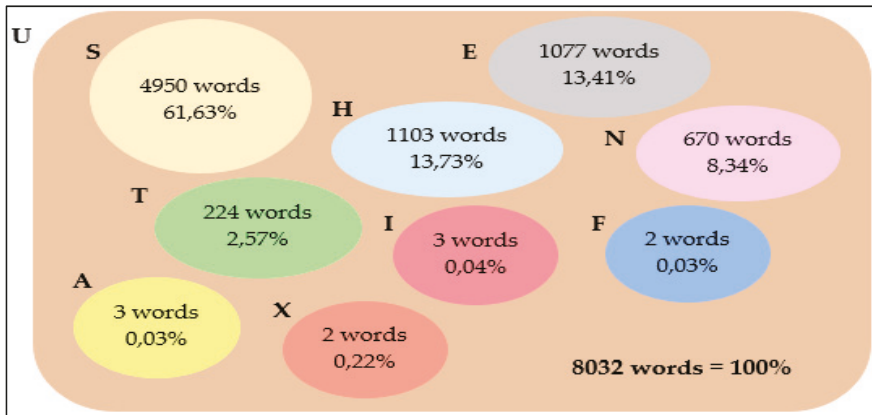 U
S
4950 words
61,63%
E
1077 words
13,41%
H
1103 words
13,73%
N
670 words
8,34%
T
224 words
2,57%
I
3 words
0,04%
F
2 words
0,03%
A
3 words
0,03%
X
2 words
0,22%
8032 words = 100%